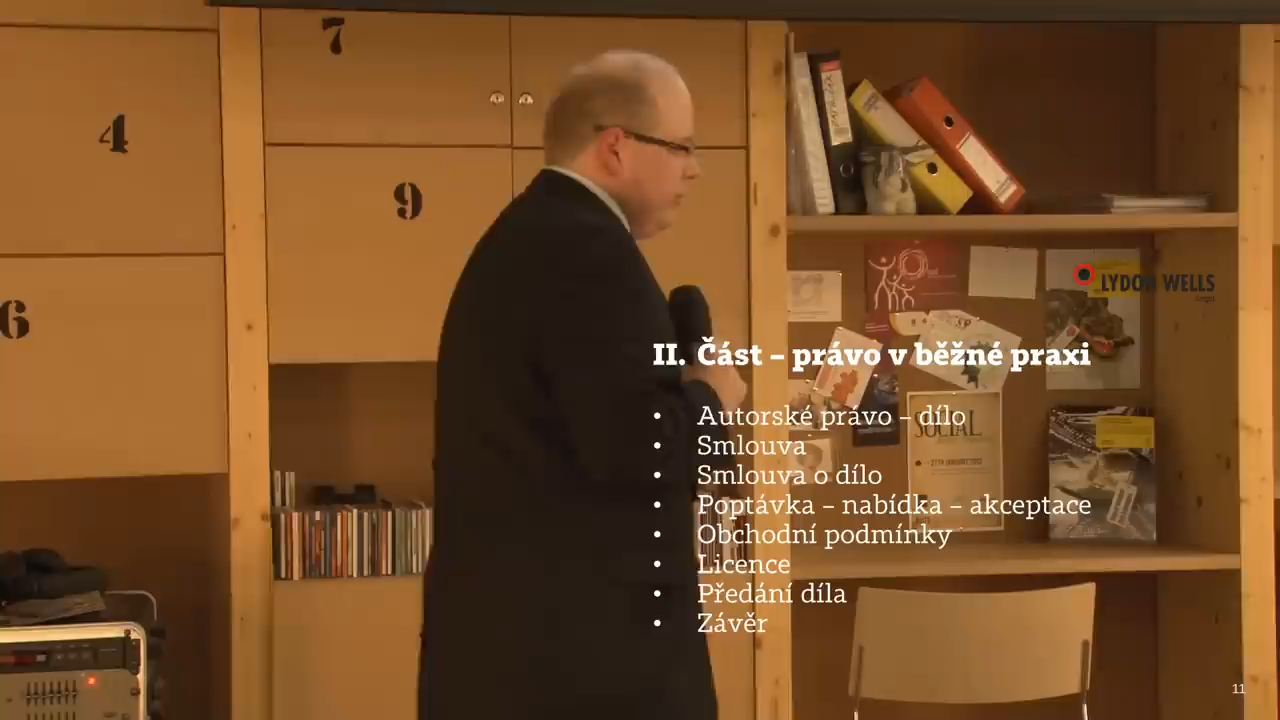 7
4
9
6
LYDON WELLS
II. Část – právo v běžné praxi
• Autorské právo – dílo
• Smlouva
• Smlouva o dílo
• Poptávka – nabídka – akceptace
• Obchodní podmínky
• Licence
• Předání díla
• Závěr
SOCIAL
11